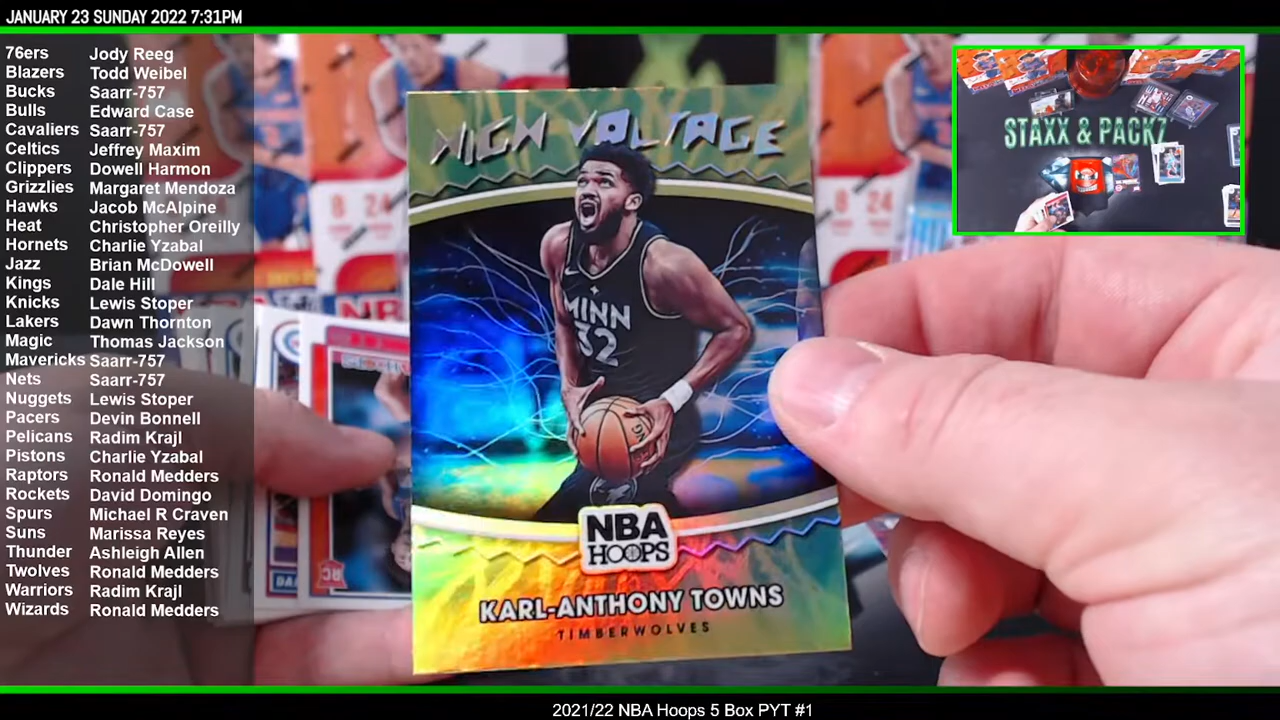 JANUARY 23 SUNDAY 2022 7:31PM
76ers Jody Reeg
Blazers Todd Weibel
Bucks Saarr-757
Bulls Edward Case
Cavaliers Saarr-757
Celtics Jeffrey Maxim
Clippers Dowell Harmon
Grizzlies Margaret Mendoza
Hawks Jacob McAlpine
Heat Christopher Oreilly
Hornets Charlie Yzabal
Jazz Brian McDowell
Kings Dale Hill
Knicks Lewis Stoper
Lakers Dawn Thornton
Magic Thomas Jackson
Mavericks Saarr-757
Nets Saarr-757
Nuggets Lewis Stoper
Pacers Devin Bonnell
Pelicans Radim Krajl
Pistons Charlie Yzabal
Raptors Ronald Medders
Rockets David Domingo
Spurs Michael R Craven
Suns Marissa Reyes
Thunder Ashleigh Allen
Twolves Ronald Medders
Warriors Radim Krajl
Wizards Ronald Medders
HIGH VOLTAGE
MINN
32
NBA
HOOPS
KARL-ANTHONY TOWNS
TIMBERWOLVES
8 24
8 24
RC
STAXX & PACKZ
2021/22 NBA Hoops 5 Box PYT #1